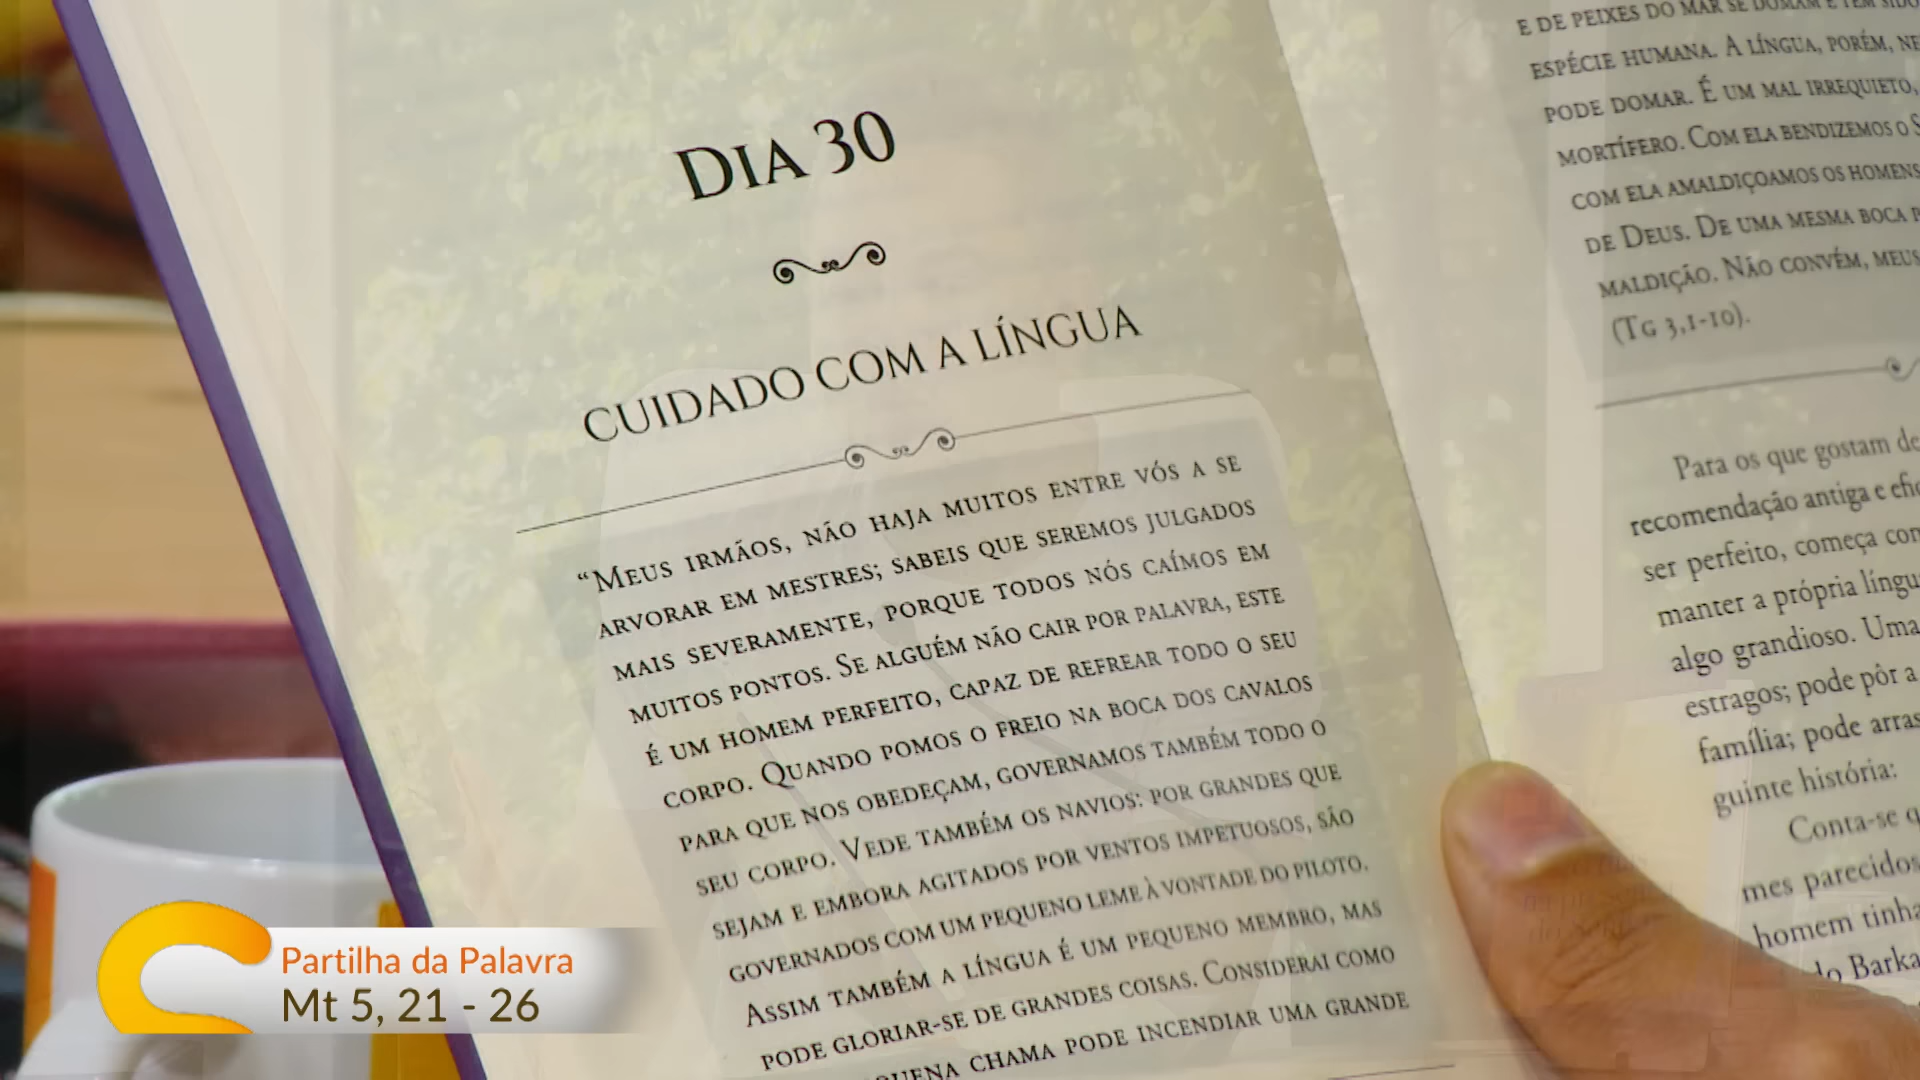 DIA 30
CUIDADO COM A LÍNGUA
“MEUS IRMÃOS, NÃO HAJA MUITOS ENTRE VÓS A SE
ARVORAR EM MESTRES; SABEIS QUE SEREMOS JULGADOS
MAIS SEVERAMENTE, PORQUE TODOS NÓS CAÍMOS EM
MUITOS PONTOS. SE ALGUÉM NÃO CAIR POR PALAVRA, ESTE
É UM HOMEM PERFEITO, CAPAZ DE REFREAR TODO O SEU
CORPO. QUANDO POMOS O FREIO NA BOCA DOS CAVALOS
PARA QUE NOS OBEDEÇAM, GOVERNAMOS TAMBÉM TODO O
SEU CORPO. VEDE TAMBÉM OS NAVIOS: POR GRANDES QUE
SEJAM E EMBORA AGITADOS POR VENTOS IMPETUOSOS, SÃO
GOVERNADOS COM UM PEQUENO LEME À VONTADE DO PILOTO.
ASSIM TAMBÉM A LÍNGUA É UM PEQUENO MEMBRO, MAS
PODE GLORIAR-SE DE GRANDES COISAS. CONSIDERAI COMO
CHAMA PODE INCENDIAR UMA GRANDE
E DE PEIXES DO MAR SE DOMAM E TÊM SIDO
ESPÉCIE HUMANA. A LÍNGUA, PORÉM,
PODE DOMAR. É UM MAL IRREQUIETO,
MORTÍFERO. COM ELA BENDIZEMOS O
COM ELA AMALDIÇOAMOS OS HOMENS
DE DEUS. DE UMA MESMA BOCA
MALDIÇÃO. NÃO CONVÉM, MEUS
(TG 3,1-10).
Para os que gostam de
recomendação antiga e
ser perfeito, começa
manter a própria
algo grandioso. Uma
estragos; pode pôr a
família; pode
guinte história:
Conta-se
mes parecidos
homem tinha
Partilha da Palavra
Mt 5, 21 - 26